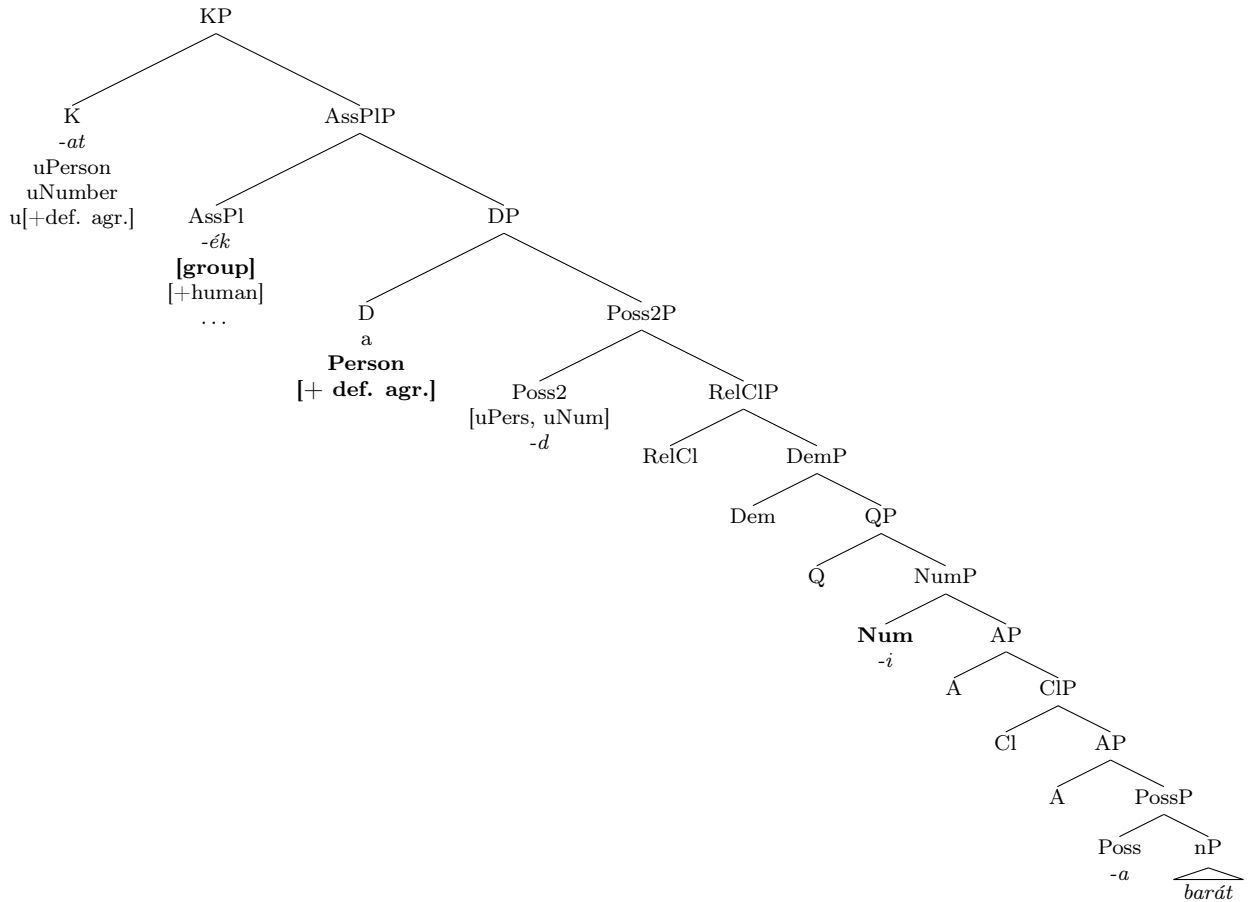 KP
K
-at
uPerson
uNumber
u[+def. agr.]
AssPlP
AssPl
-ék
[group]
[+human]
...
DP
D
a
Person
[+ def. agr.]
Poss2P
Poss2
[uPers, uNum]
-d
RelClP
RelCl
DemP
Dem
QP
Q
NumP
Num
-i
AP
A
ClP
Cl
AP
A
PossP
Poss
-a
nP
barát